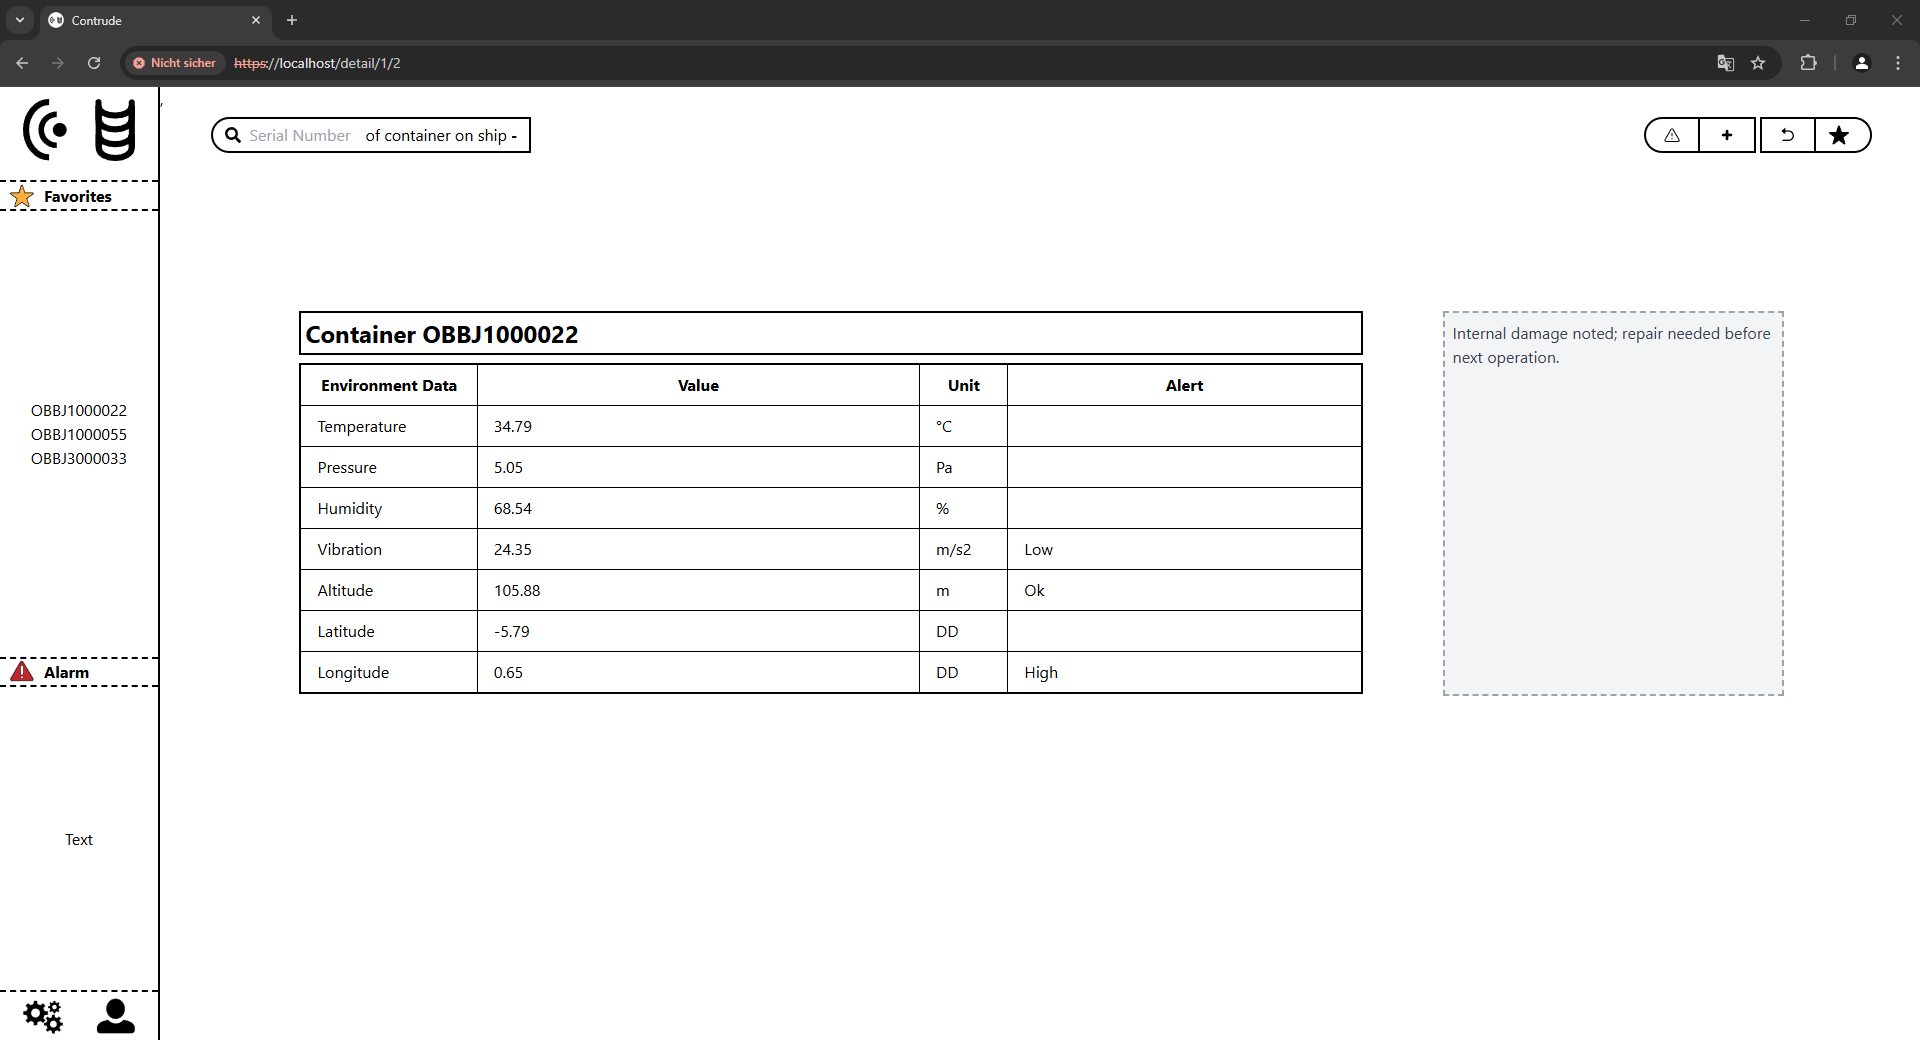 Contrude
Nicht sicher https://localhost/detail/1/2
Serial Number of container on ship -
Favorites
OBBJ1000022
OBBJ1000055
OBBJ3000033
Alarm
Text
Container OBBJ1000022
Environment Data Value Unit Alert
Temperature 34.79 °C
Pressure 5.05 Pa
Humidity 68.54 %
Vibration 24.35 m/s2 Low
Altitude 105.88 m Ok
Latitude -5.79 DD
Longitude 0.65 DD High
Internal damage noted; repair needed before
next operation.